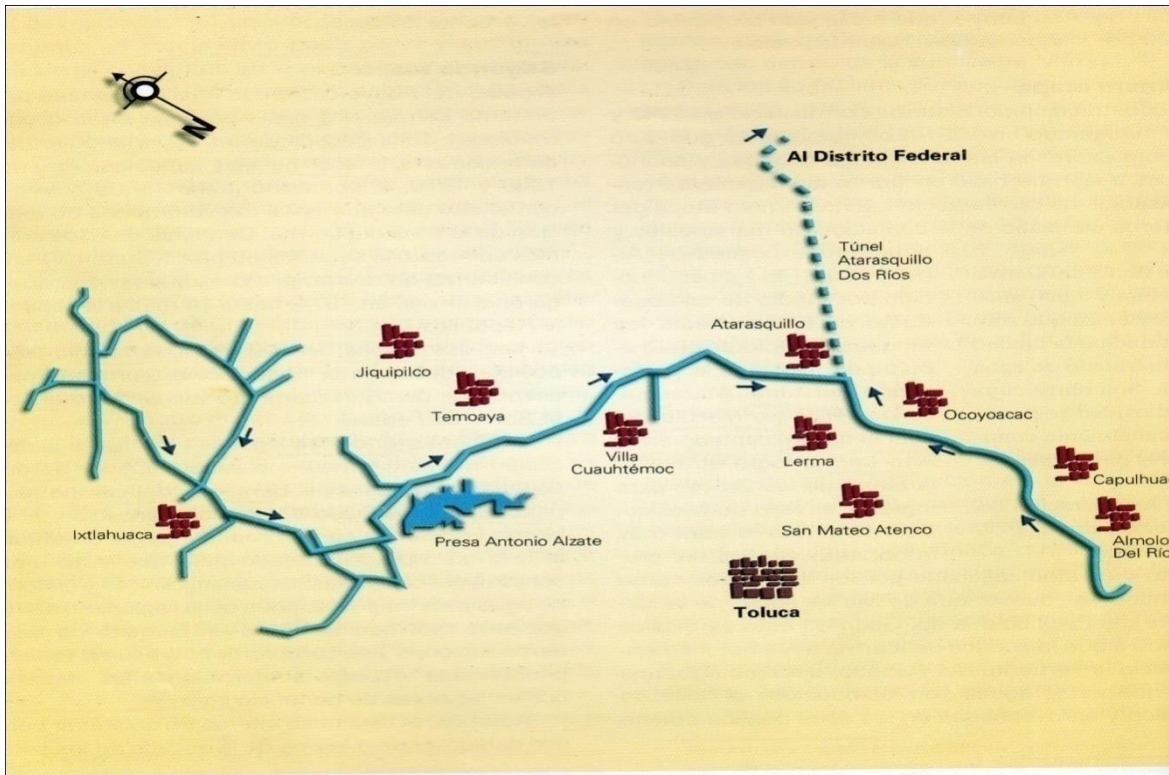 N
Al Distrito Federal
Túnel
Atarasquillo
Dos Ríos
Atarasquillo
Jiquipilco
Temoaya
Ocoyoacac
Villa
Cuauhtémoc
Lerma
Capulhuac
Ixtlahuaca
Presa Antonio Alzate
San Mateo Atenco
Almolo
Del Río
Toluca